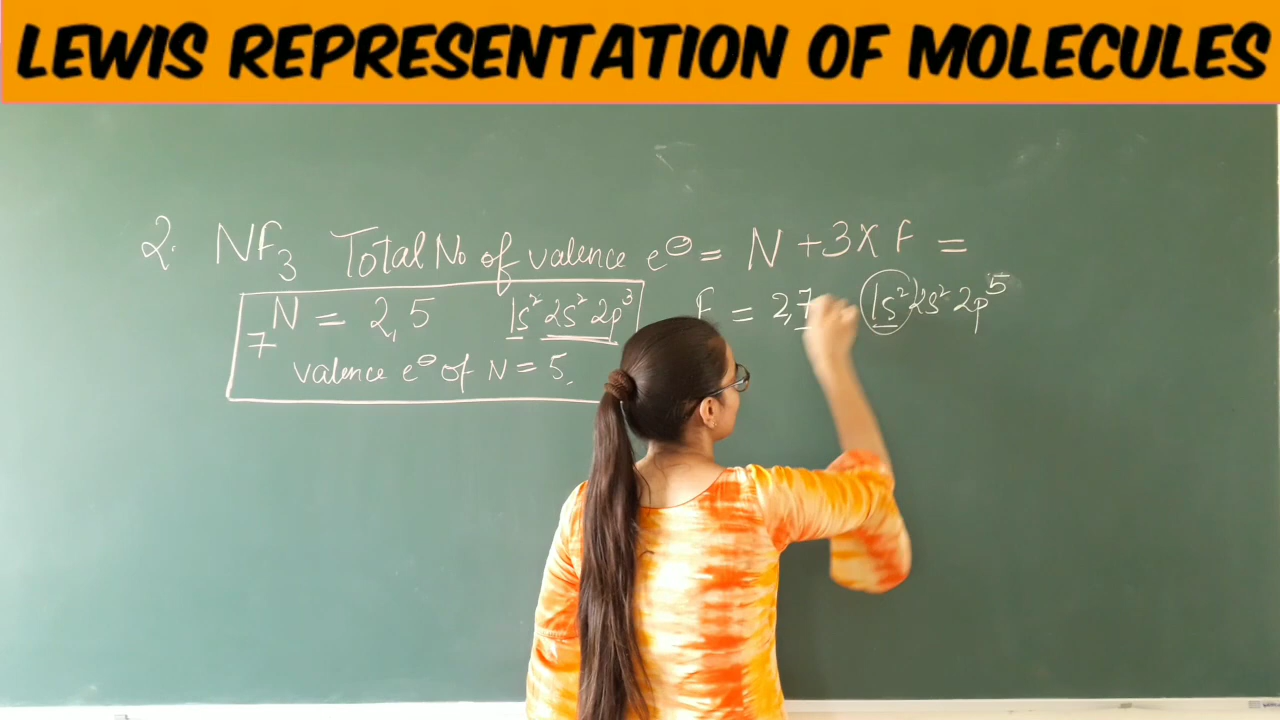 LEWIS REPRESENTATION OF MOLECULES
2. NF₃ Total No of valence e⊖ = N + 3 X F =
₇N = 2,5 1s² 2s² 2p³
valence e⊖ of N = 5.
F = 2,7 1s² 2s² 2p⁵